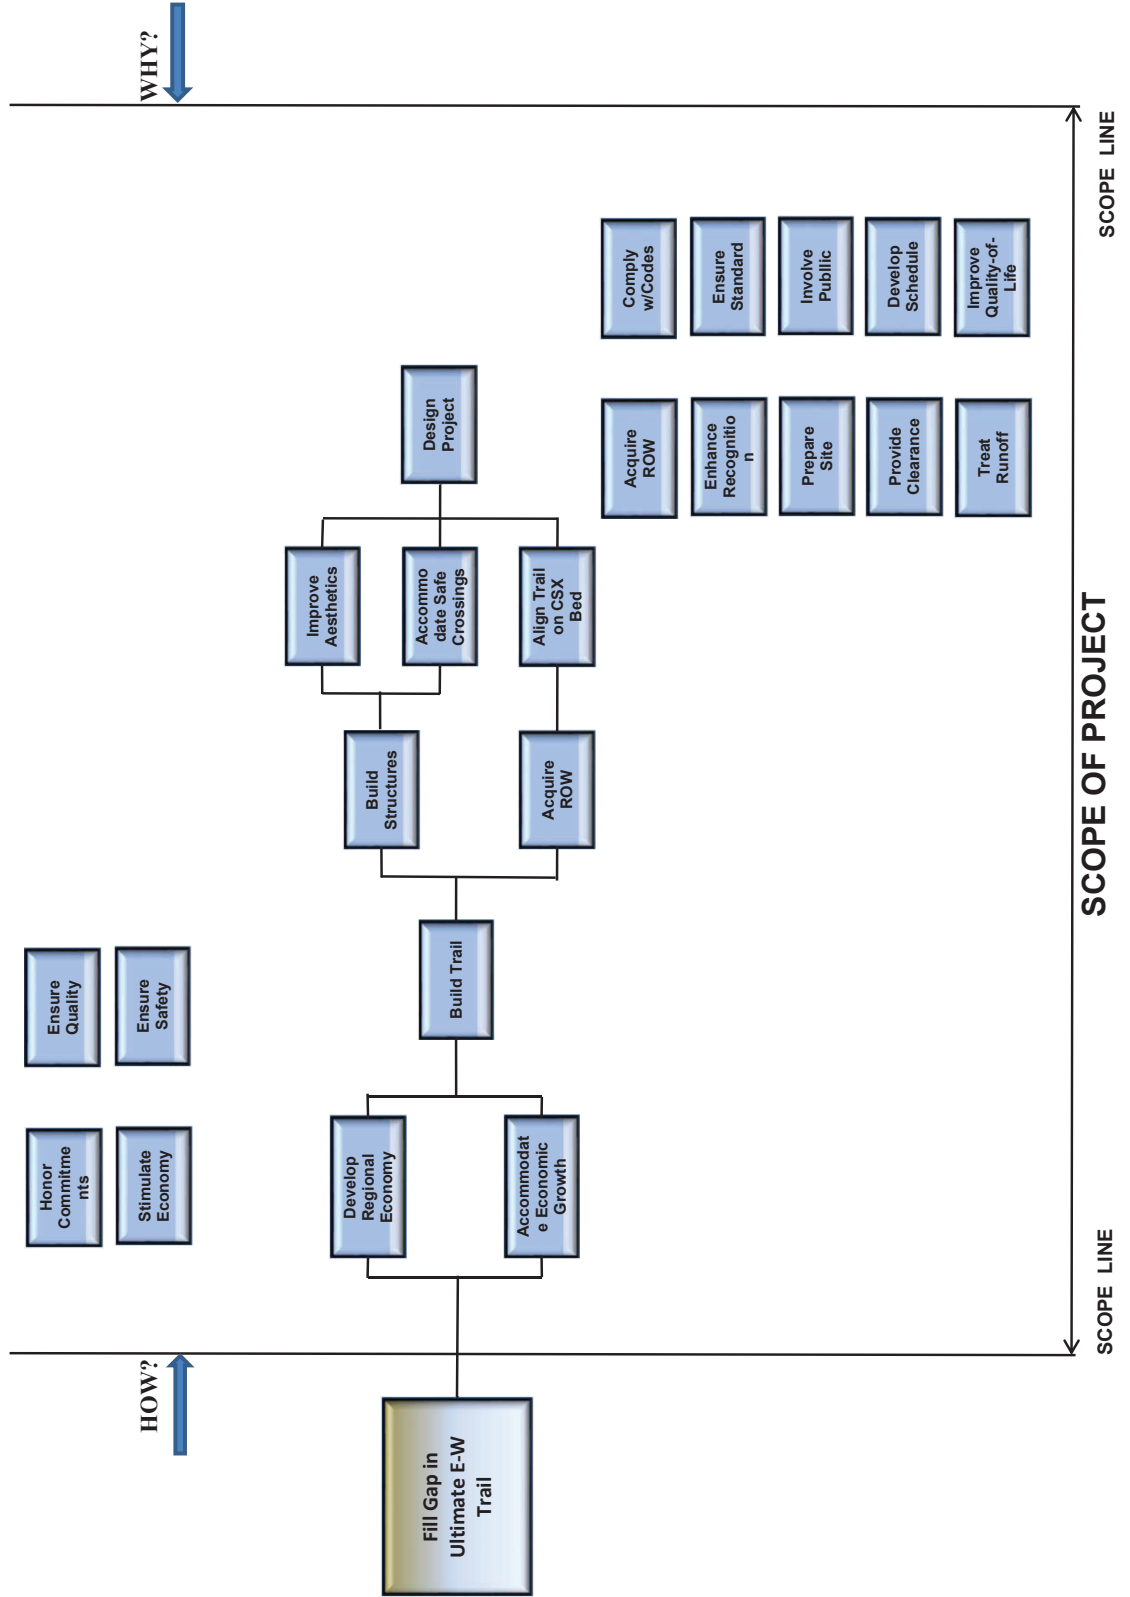 HOW?
WHY?
Honor
Commitme
nts
Ensure
Quality
Stimulate
Economy
Ensure
Safety
Fill Gap in
Ultimate E-W
Trail
Develop
Regional
Economy
Accommodat
e Economic
Growth
Build Trail
Build
Structures
Acquire
ROW
Improve
Aesthetics
Accommo
date Safe
Crossings
Align Trail
on CSX
Bed
Design
Project
Acquire
ROW
Comply
w/Codes
Enhance
Recognitio
n
Ensure
Standard
Prepare
Site
Involve
Publlic
Provide
Clearance
Develop
Schedule
Treat
Runoff
Improve
Quality-of-
Life
SCOPE OF PROJECT
SCOPE LINE
SCOPE LINE